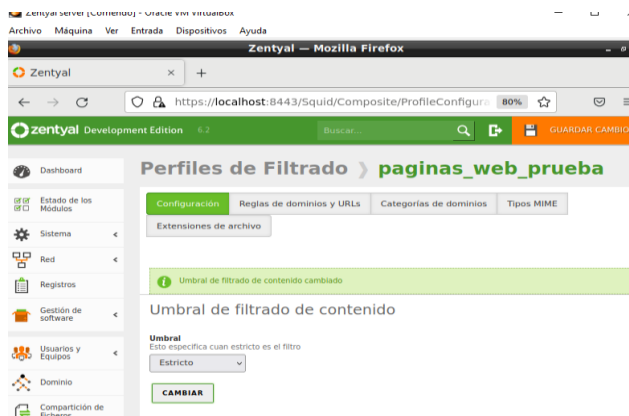 Zentyal server [Corriendo] - Oracle VM VirtualBox
Archivo Máquina Ver Entrada Dispositivos Ayuda
Zentyal — Mozilla Firefox
Zentyal
https://localhost:8443/Squid/Composite/ProfileConfigura 80%
zentyal Development Edition 6.2 Buscar... GUARDAR CAMBIO
Dashboard
Estado de los
Módulos
Sistema
Red
Registros
Gestión de
software
Usuarios y
Equipos
Dominio
Compartición de
Ficheros
Perfiles de Filtrado paginas_web_prueba
Configuración Reglas de dominios y URLs Categorías de dominios Tipos MIME
Extensiones de archivo
Umbral de filtrado de contenido cambiado
Umbral de filtrado de contenido
Umbral
Esto especifica cuan estricto es el filtro
Estricto
CAMBIAR